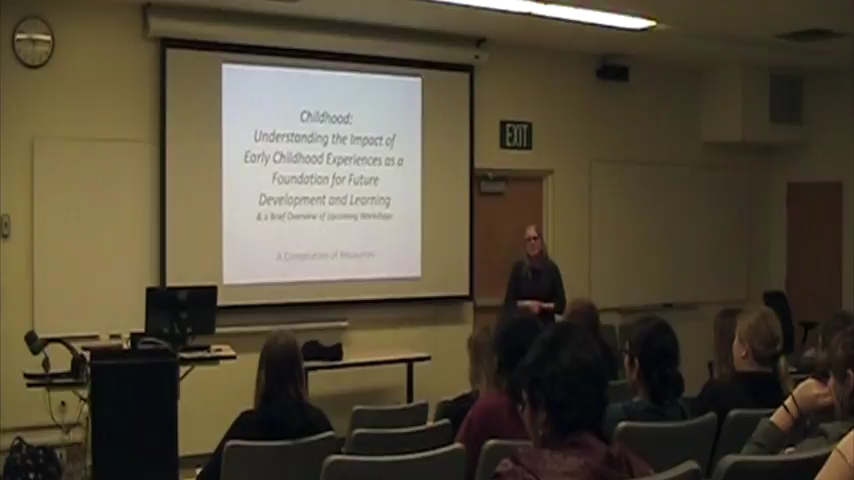 Childhood:
Understanding the Impact of
Early Childhood Experiences as a
Foundation for Future
Development and Learning
& a Brief Overview of Upcoming Workshops
A Compilation of Resources
EXIT